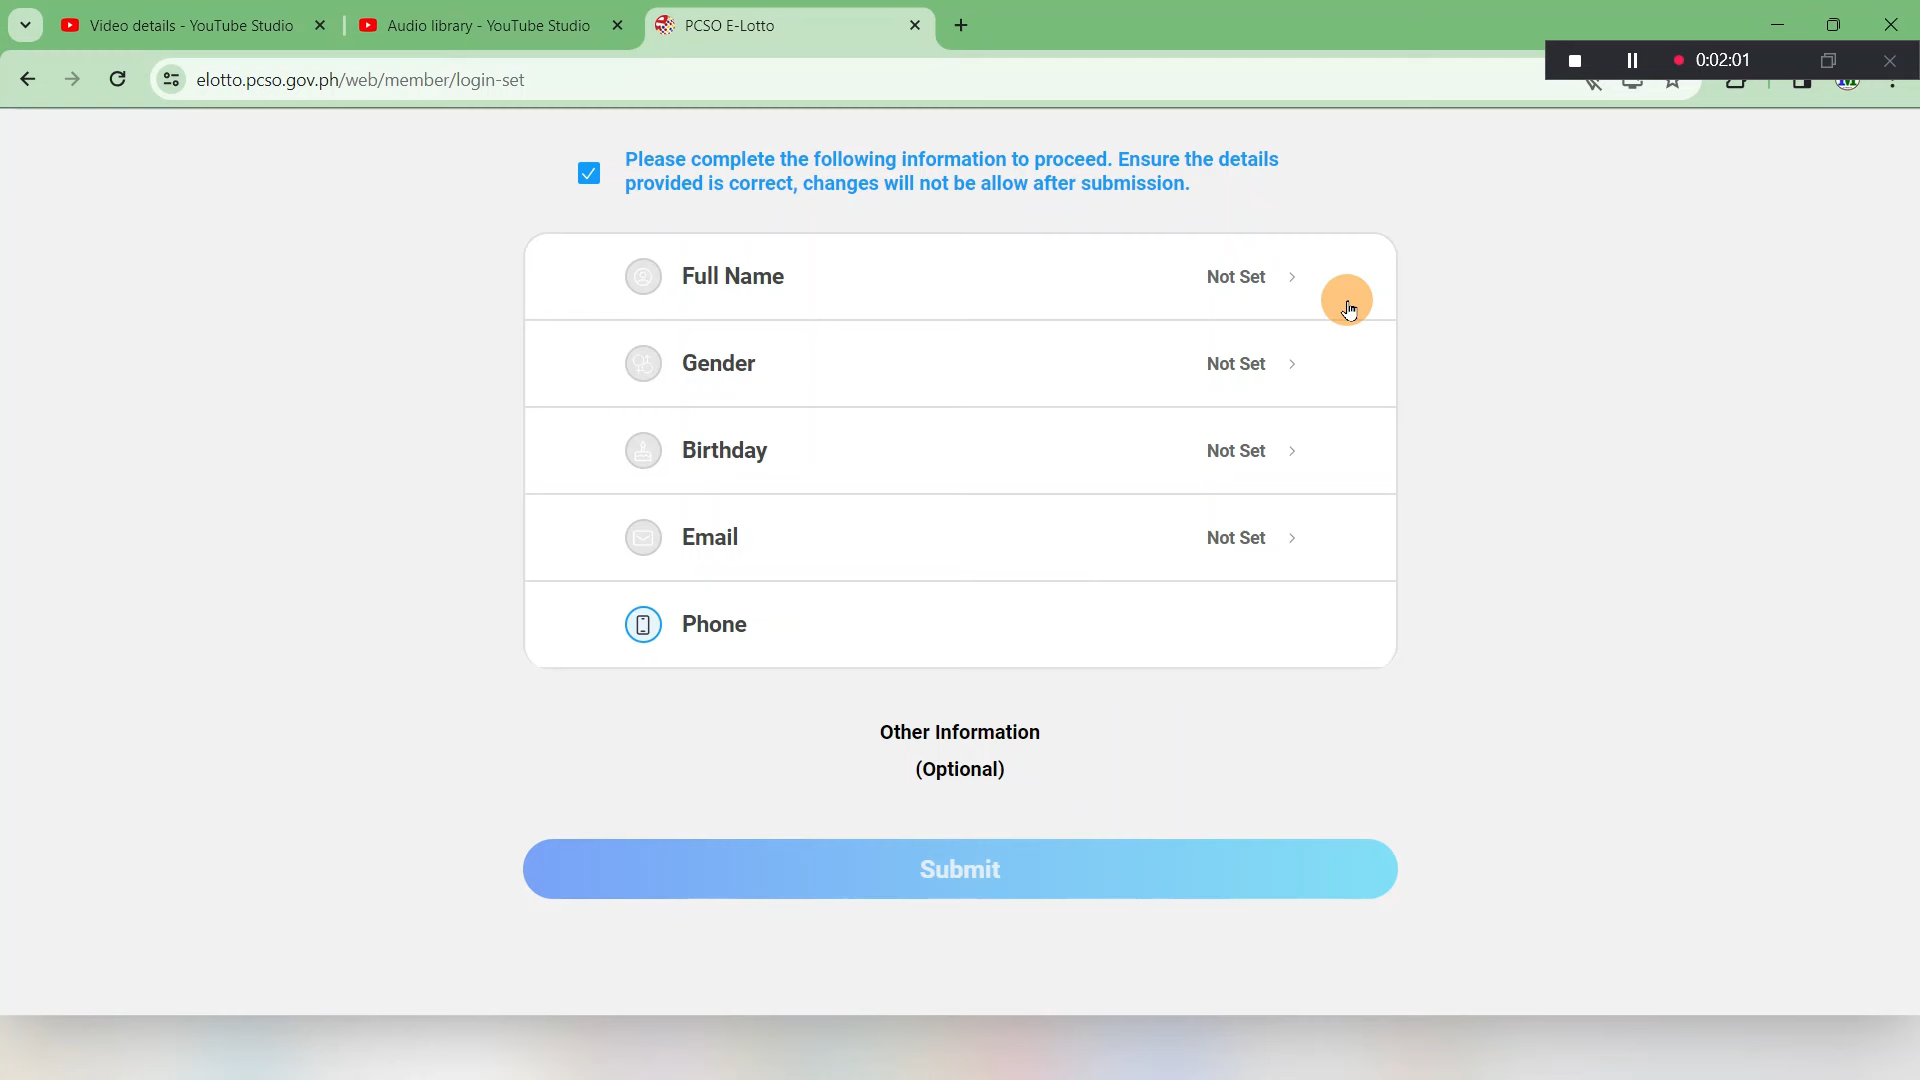 Video details - YouTube Studio
Audio library - YouTube Studio
PCSO E-Lotto
elotto.pcso.gov.ph/web/member/login-set
0:02:01
Please complete the following information to proceed. Ensure the details
provided is correct, changes will not be allow after submission.
Full Name
Not Set
Gender
Not Set
Birthday
Not Set
Email
Not Set
Phone
Other Information
(Optional)
Submit